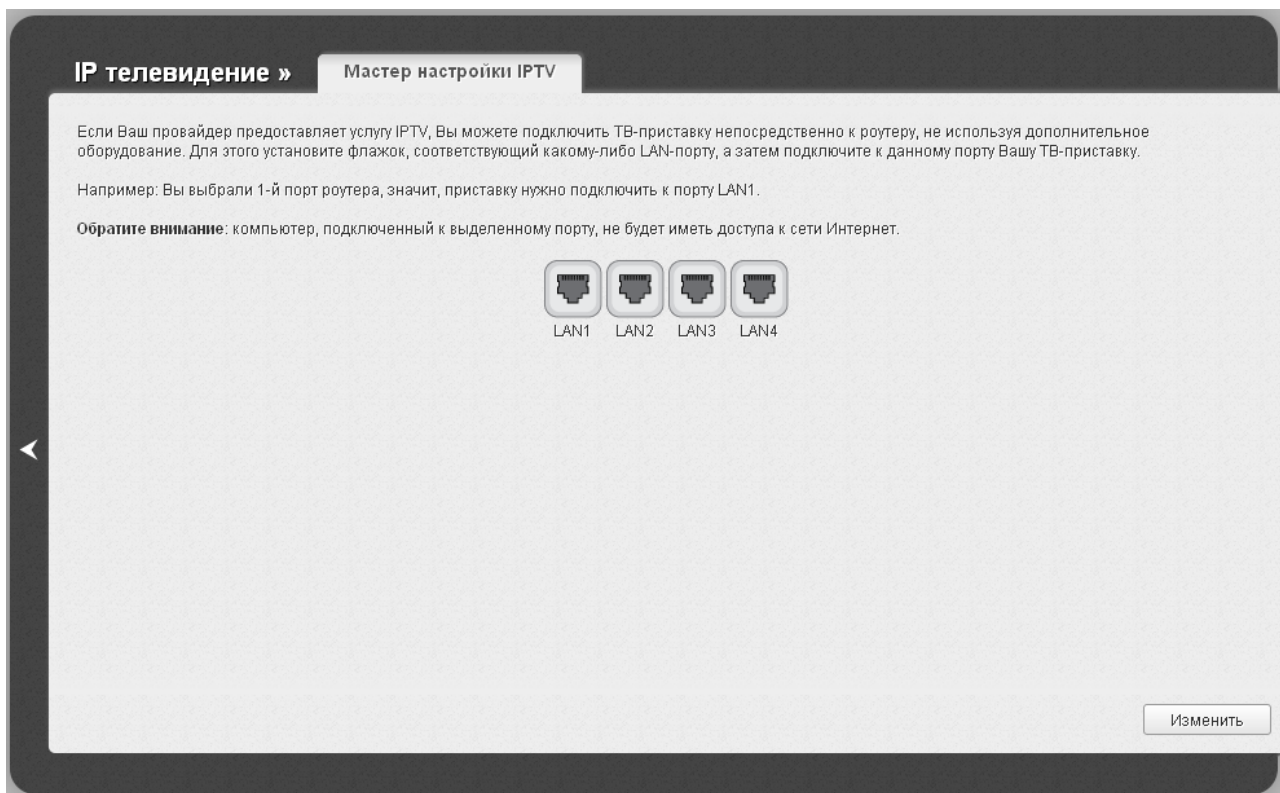 IP телевидение »
Мастер настройки IPTV
Если Ваш провайдер предоставляет услугу IPTV, Вы можете подключить ТВ-приставку непосредственно к роутеру, не используя дополнительное
оборудование. Для этого установите флажок, соответствующий какому-либо LAN-порту, а затем подключите к данному порту Вашу ТВ-приставку.
Например: Вы выбрали 1-й порт роутера, значит, приставку нужно подключить к порту LAN1.
Обратите внимание: компьютер, подключенный к выделенному порту, не будет иметь доступа к сети Интернет.
LAN1 LAN2 LAN3 LAN4
Изменить